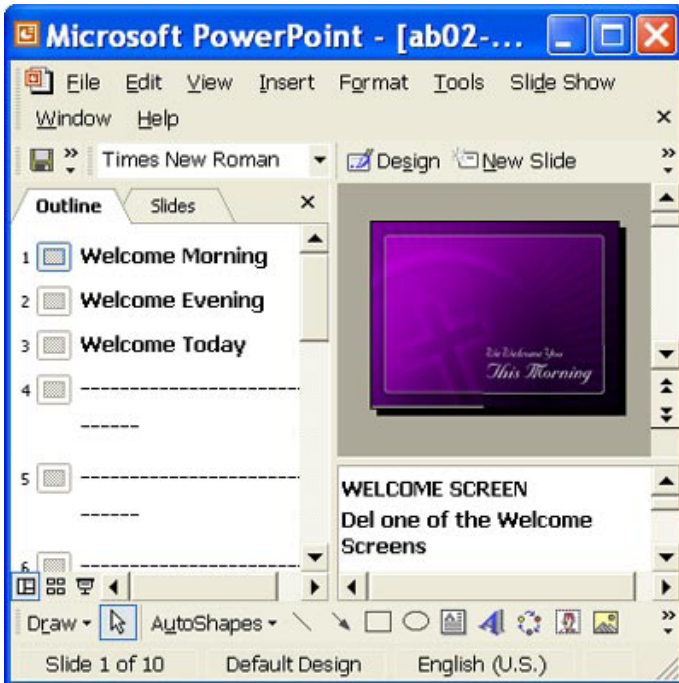 Microsoft PowerPoint - [ab02-...
File Edit View Insert Format Tools Slide Show
Window Help
Times New Roman Design New Slide
Outline Slides
1 Welcome Morning
2 Welcome Evening
3 Welcome Today
4 ----------------------
------
5 ----------------------
------
6 ----------------------
We Welcome You
This Morning
WELCOME SCREEN
Del one of the Welcome
Screens
Draw AutoShapes
Slide 1 of 10 Default Design English (U.S.)